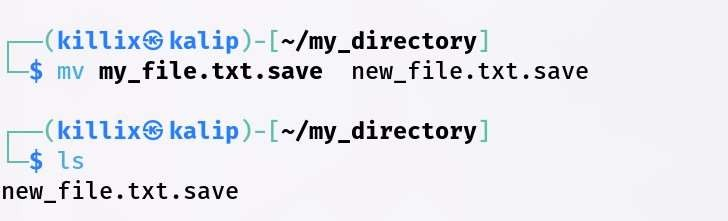 ┌──(killix㉿kalip)-[~/my_directory]
└─$ mv my_file.txt.save  new_file.txt.save
┌──(killix㉿kalip)-[~/my_directory]
└─$ ls
new_file.txt.save